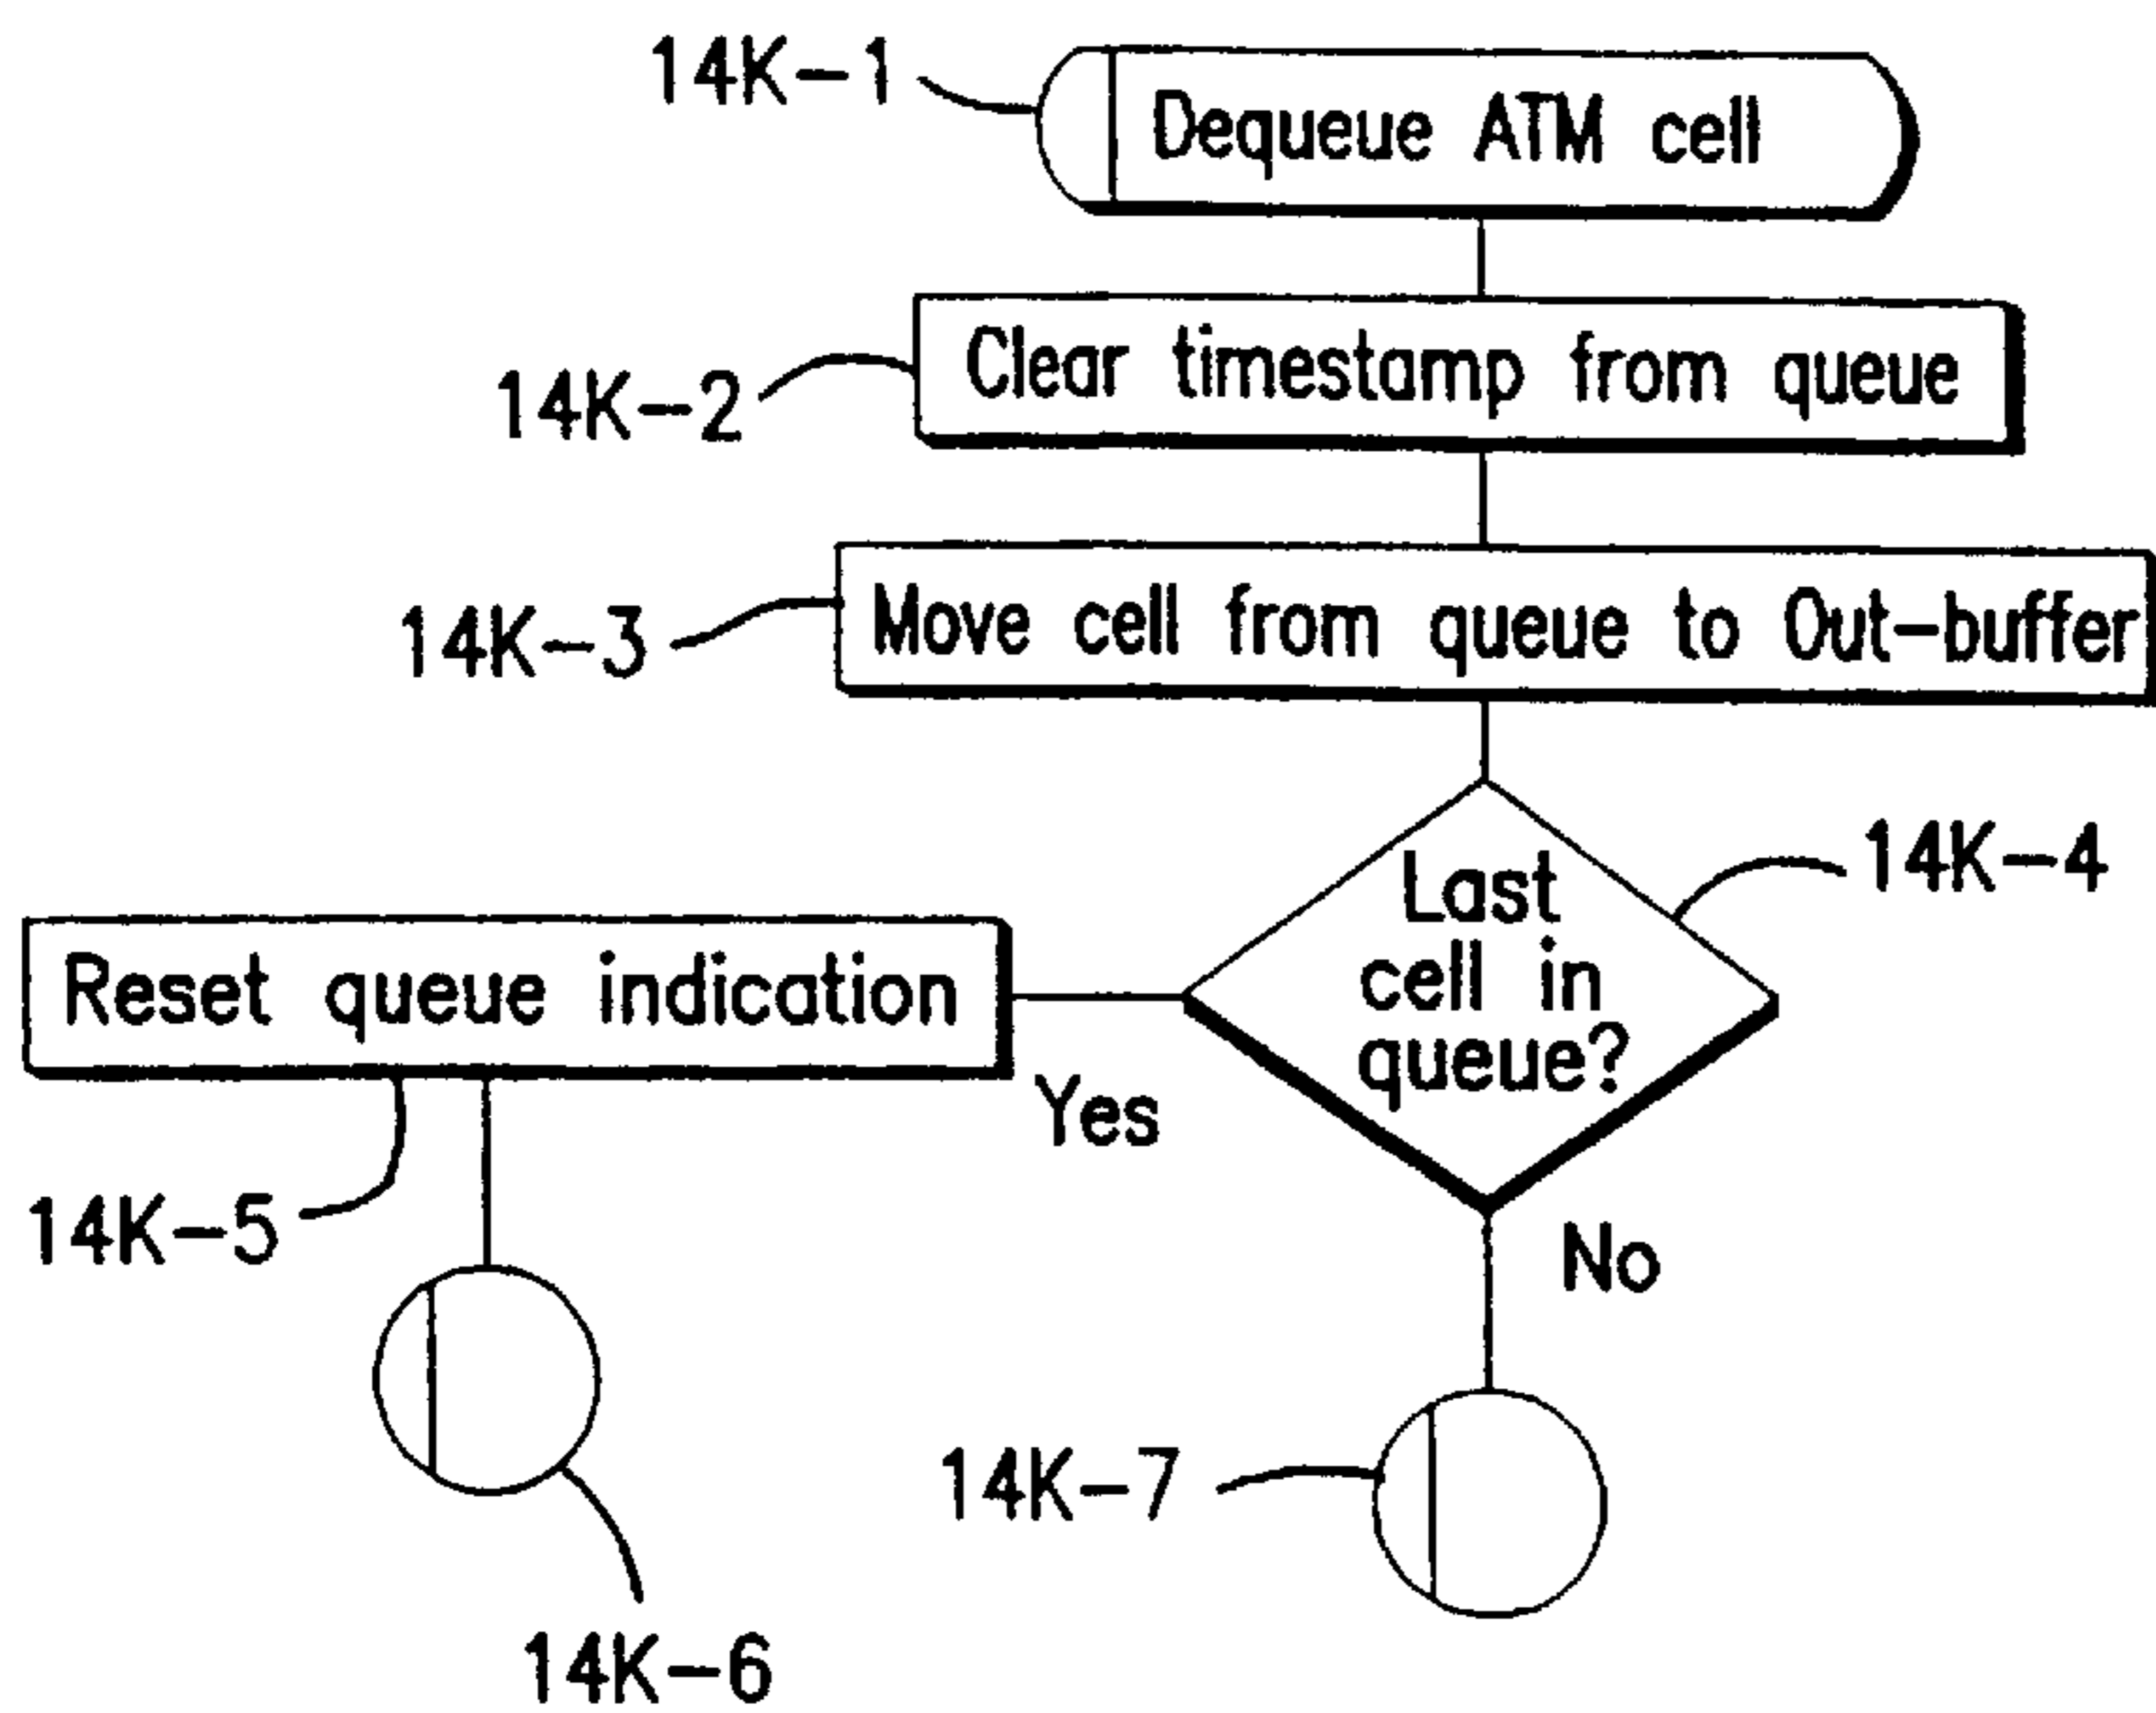 14K-1
Dequeue ATM cell
14K-2
Clear timestamp from queue
14K-3
Move cell from queue to Out-buffer
14K-4
Last
cell in
queue?
Reset queue indication
Yes
14K-5
No
14K-7
14K-6